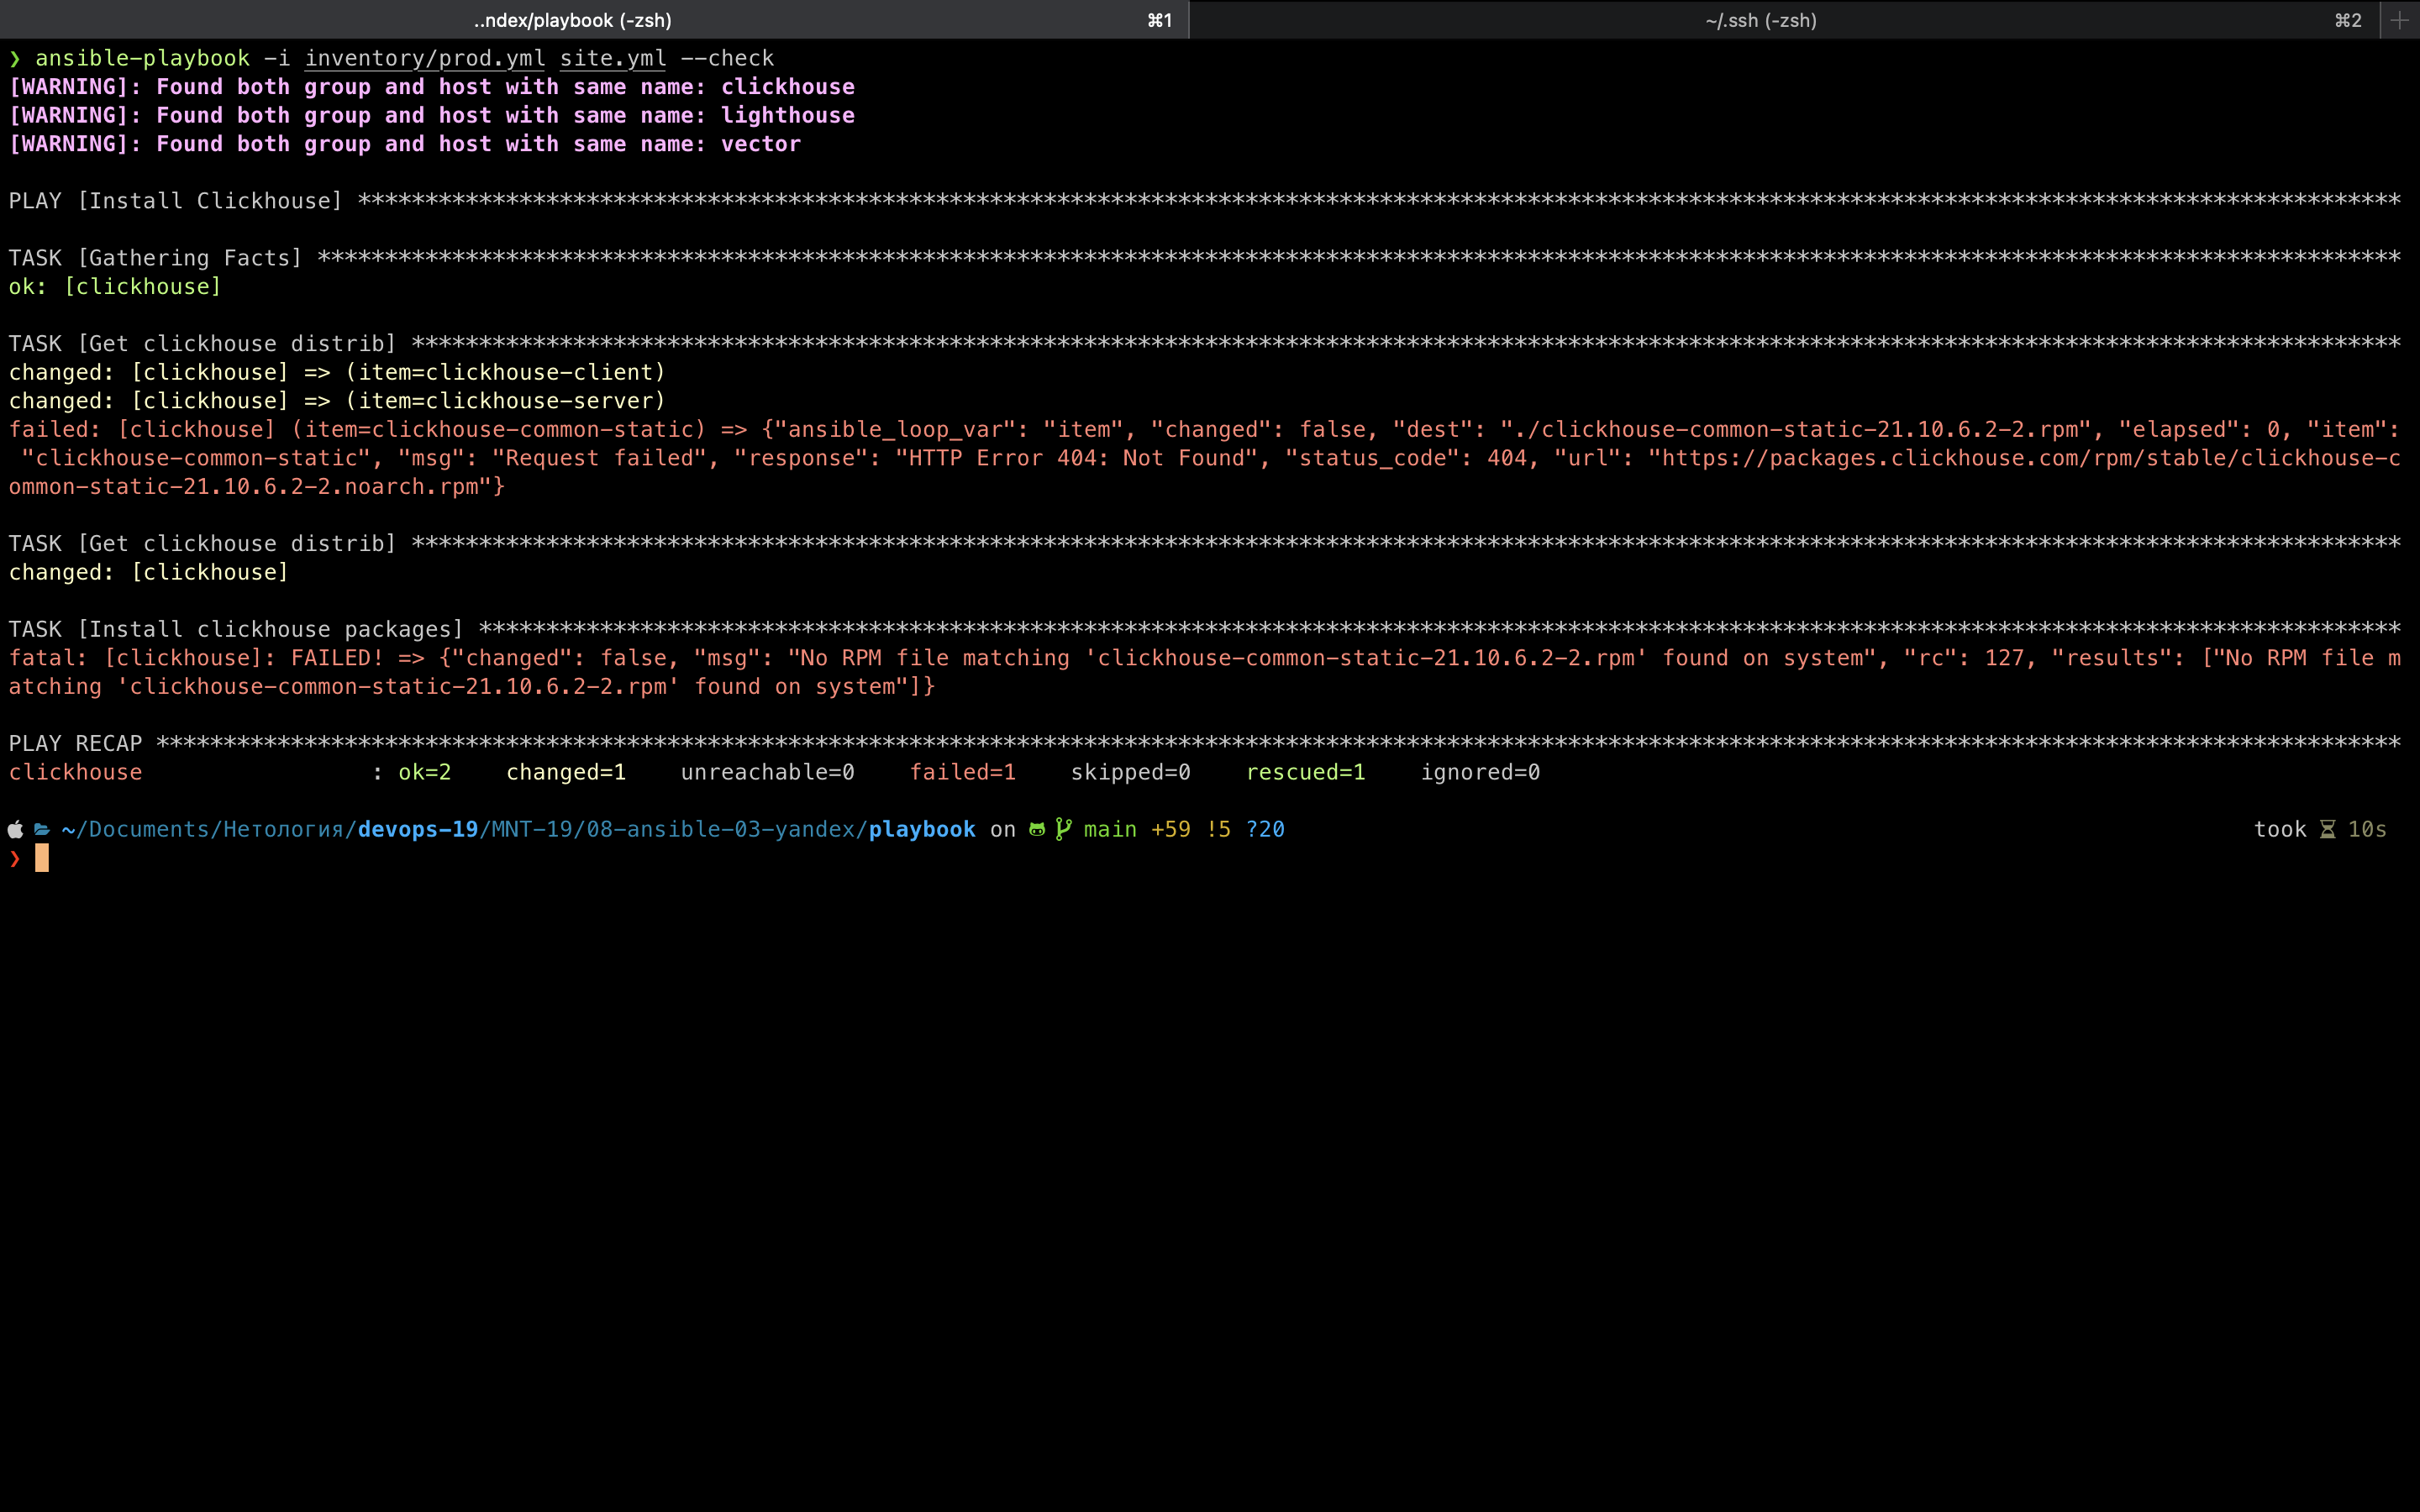 ..ndex/playbook (-zsh) ⌘1 ~/.ssh (-zsh) ⌘2 +
❯ ansible-playbook -i inventory/prod.yml site.yml --check
[WARNING]: Found both group and host with same name: clickhouse
[WARNING]: Found both group and host with same name: lighthouse
[WARNING]: Found both group and host with same name: vector
PLAY [Install Clickhouse] ********************************************************************************************************************************************************
TASK [Gathering Facts] ***********************************************************************************************************************************************************
ok: [clickhouse]
TASK [Get clickhouse distrib] ****************************************************************************************************************************************************
changed: [clickhouse] => (item=clickhouse-client)
changed: [clickhouse] => (item=clickhouse-server)
failed: [clickhouse] (item=clickhouse-common-static) => {"ansible_loop_var": "item", "changed": false, "dest": "./clickhouse-common-static-21.10.6.2-2.rpm", "elapsed": 0, "item":
"clickhouse-common-static", "msg": "Request failed", "response": "HTTP Error 404: Not Found", "status_code": 404, "url": "https://packages.clickhouse.com/rpm/stable/clickhouse-c
ommon-static-21.10.6.2-2.noarch.rpm"}
TASK [Get clickhouse distrib] ****************************************************************************************************************************************************
changed: [clickhouse]
TASK [Install clickhouse packages] ***********************************************************************************************************************************************
fatal: [clickhouse]: FAILED! => {"changed": false, "msg": "No RPM file matching 'clickhouse-common-static-21.10.6.2-2.rpm' found on system", "rc": 127, "results": ["No RPM file m
atching 'clickhouse-common-static-21.10.6.2-2.rpm' found on system"]}
PLAY RECAP ***********************************************************************************************************************************************************************
clickhouse : ok=2 changed=1 unreachable=0 failed=1 skipped=0 rescued=1 ignored=0
~/Documents/Нетология/devops-19/MNT-19/08-ansible-03-yandex/playbook on main +59 !5 ?20 took 10s
❯